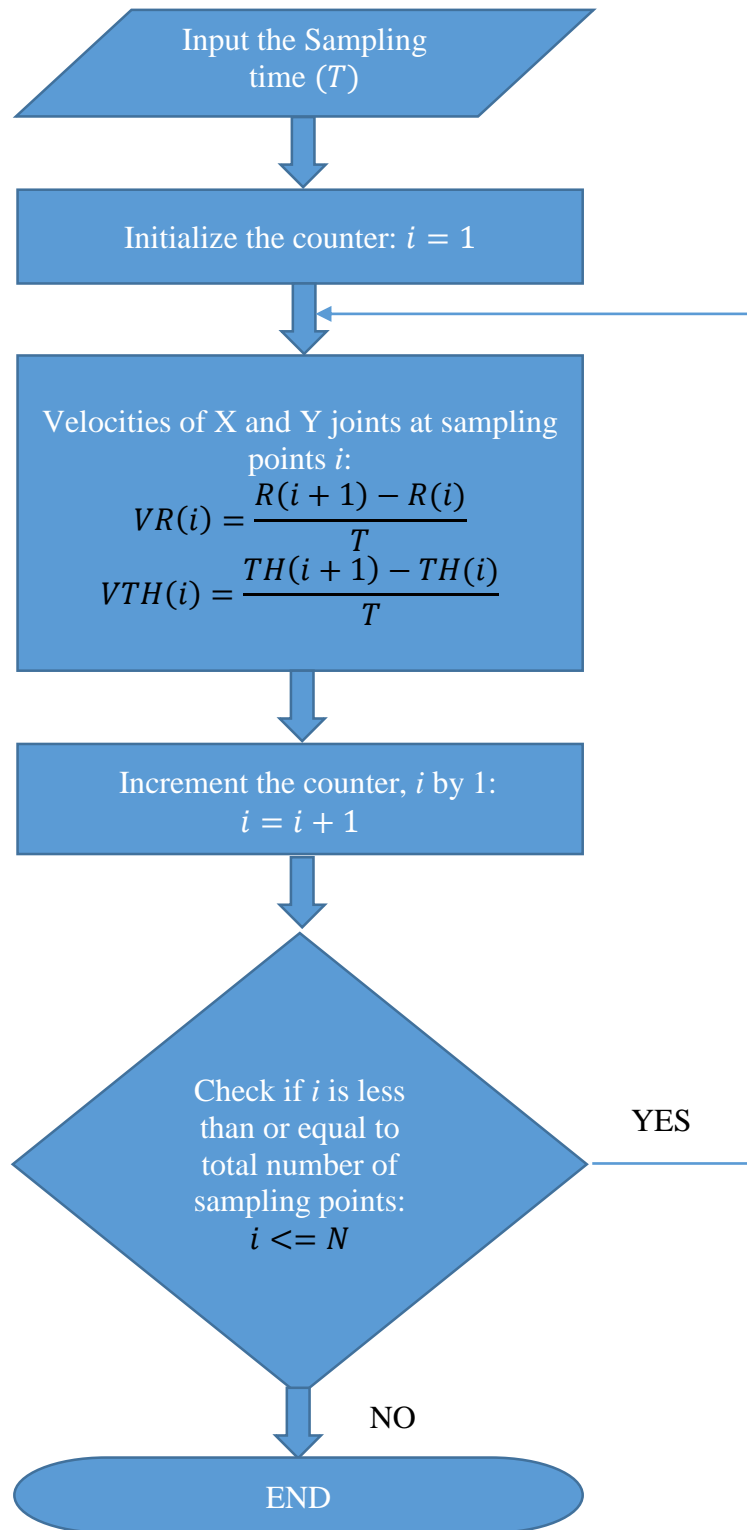 Input the Sampling
time (T)
Initialize the counter: i = 1
Velocities of X and Y joints at sampling
points i:
VR(i) = R(i + 1) − R(i) / T
VTH(i) = TH(i + 1) − TH(i) / T
Increment the counter, i by 1:
i = i + 1
Check if i is less
than or equal to
total number of
sampling points:
i <= N
YES
NO
END